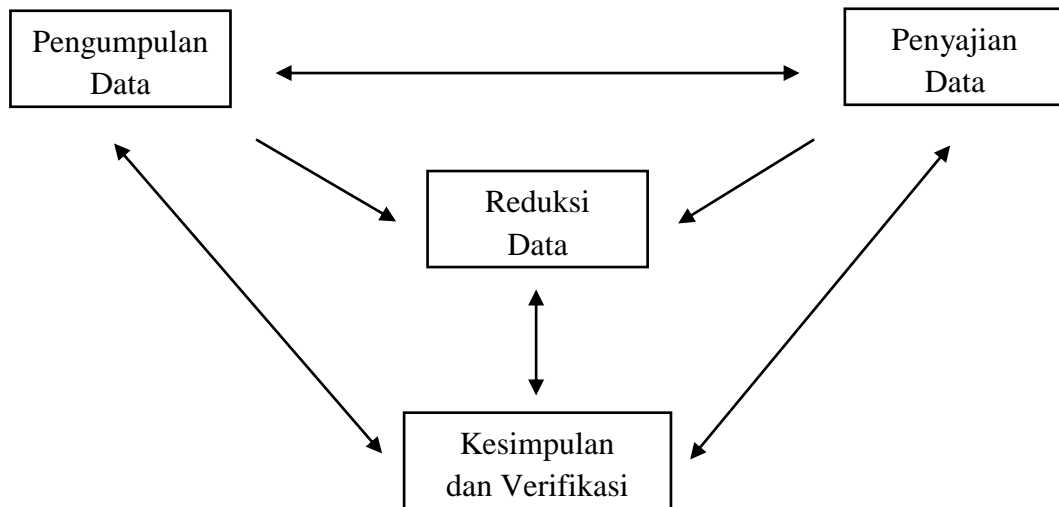 Pengumpulan
Data
Penyajian
Data
Reduksi
Data
Kesimpulan
dan Verifikasi